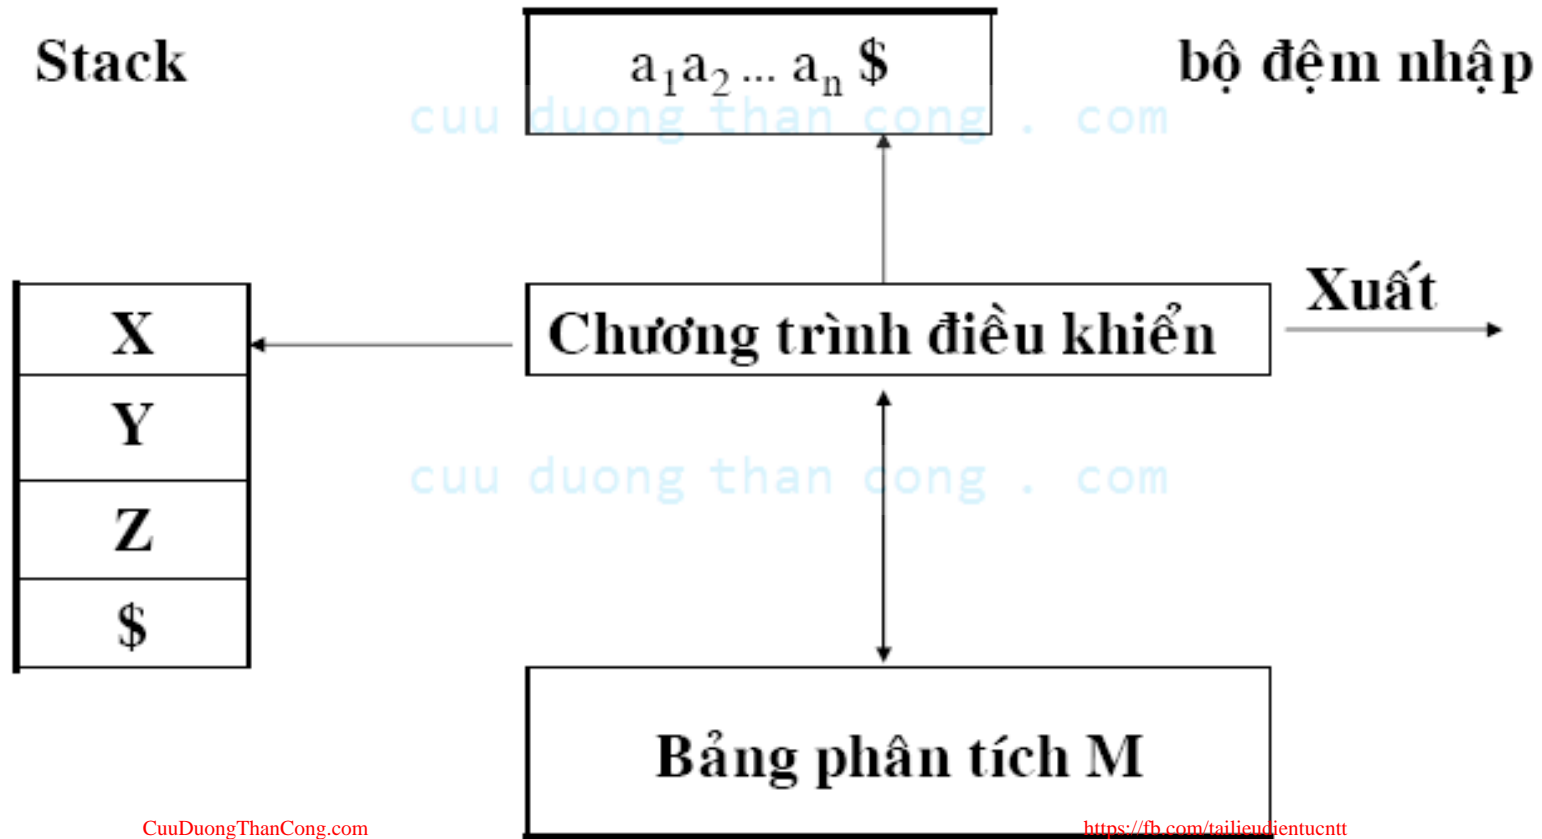 Stack
a₁a₂ ... aₙ $
bộ đệm nhập
cuu duong than cong . com
Xuất
X
Chương trình điều khiển
Y
cuu duong than cong . com
Z
$
Bảng phân tích M
CuuDuongThanCong.com
https://fb.com/tailieudientucntt